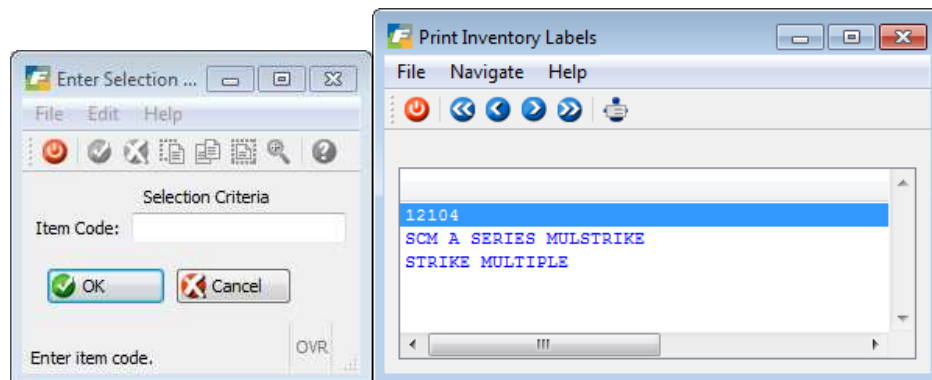 Enter Selection ...
File Edit Help
Selection Criteria
Item Code:
OK Cancel
Enter item code.
OVR
Print Inventory Labels
File Navigate Help
12104
SCM A SERIES MULSTRIKE
STRIKE MULTIPLE